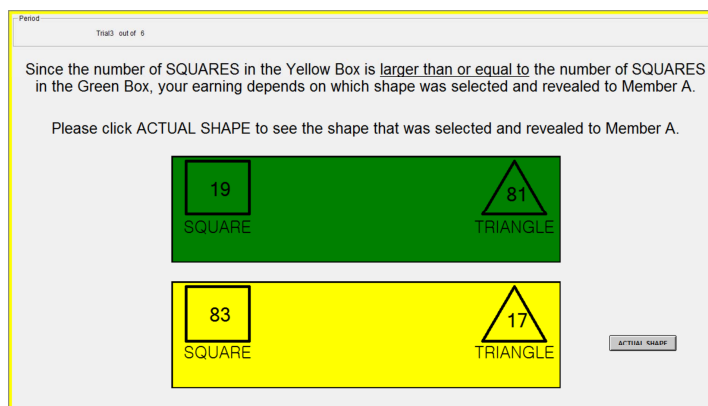 Period
Trial3 out of 6
Since the number of SQUARES in the Yellow Box is larger than or equal to the number of SQUARES
in the Green Box, your earning depends on which shape was selected and revealed to Member A.
Please click ACTUAL SHAPE to see the shape that was selected and revealed to Member A.
19 81
SQUARE TRIANGLE
83 17
SQUARE TRIANGLE
ACTUAL SHAPE